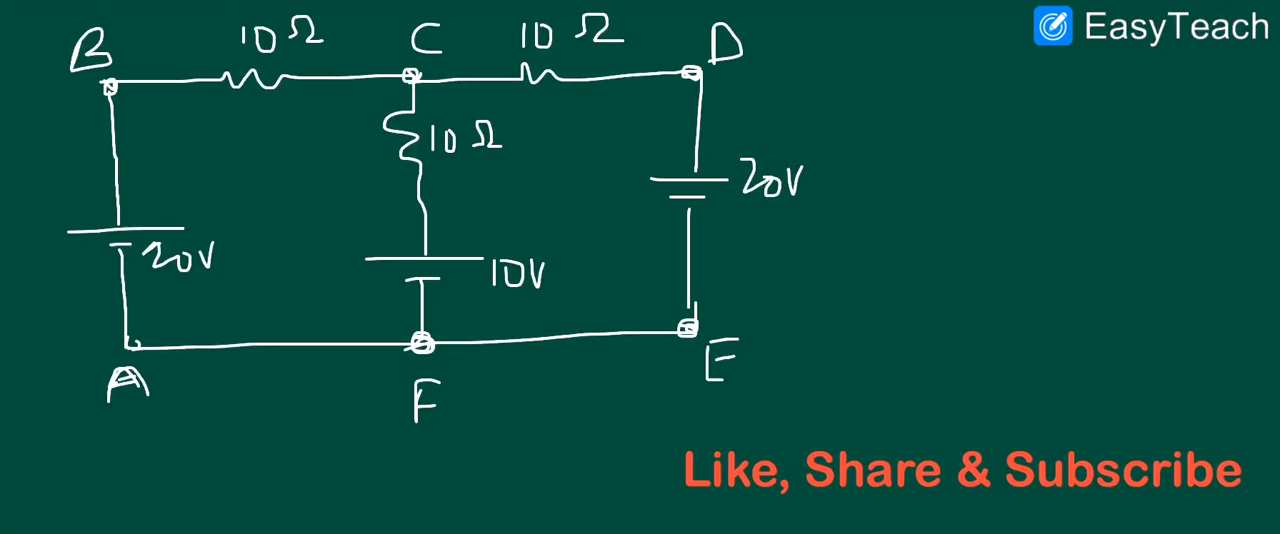 EasyTeach
B
10 Ω
C
10 Ω
D
10 Ω
20V
20V
10V
A
F
E
Like, Share & Subscribe